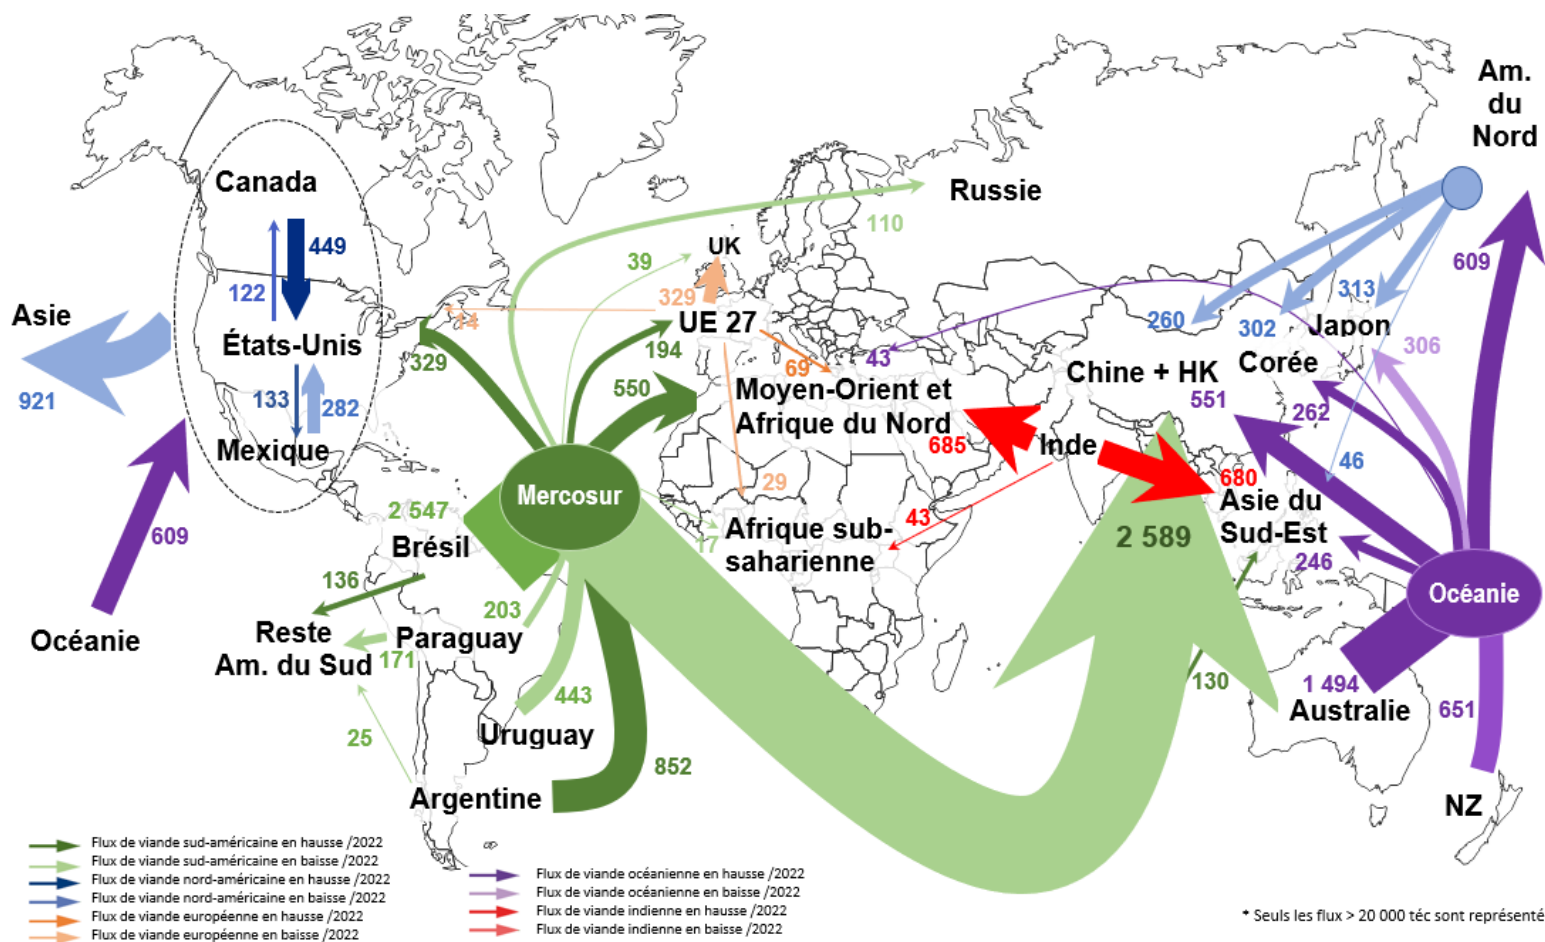 Am.
du
Nord
Canada
Russie
110
449
UK
39
609
122
329
313
14
Asie
260
302
Japon
États-Unis
UE 27
329
194
43
306
69
Corée
Chine + HK
921
133
282
550
Moyen-Orient et
Afrique du Nord
551
262
Mexique
685
Inde
46
680
29
Mercosur
Asie du
Sud-Est
2 547
609
Brésil
17
Afrique sub-
saharienne
43
2 589
246
136
Océanie
203
Océanie
Reste
Am. du Sud
Paraguay
171
443
130
1 494
Australie
651
25
Uruguay
852
Argentine
NZ
Flux de viande sud-américaine en hausse /2022
Flux de viande sud-américaine en baisse /2022
Flux de viande nord-américaine en hausse /2022
Flux de viande nord-américaine en baisse /2022
Flux de viande européenne en hausse /2022
Flux de viande européenne en baisse /2022
Flux de viande océanienne en hausse /2022
Flux de viande océanienne en baisse /2022
Flux de viande indienne en hausse /2022
Flux de viande indienne en baisse /2022
* Seuls les flux > 20 000 téc sont représenté